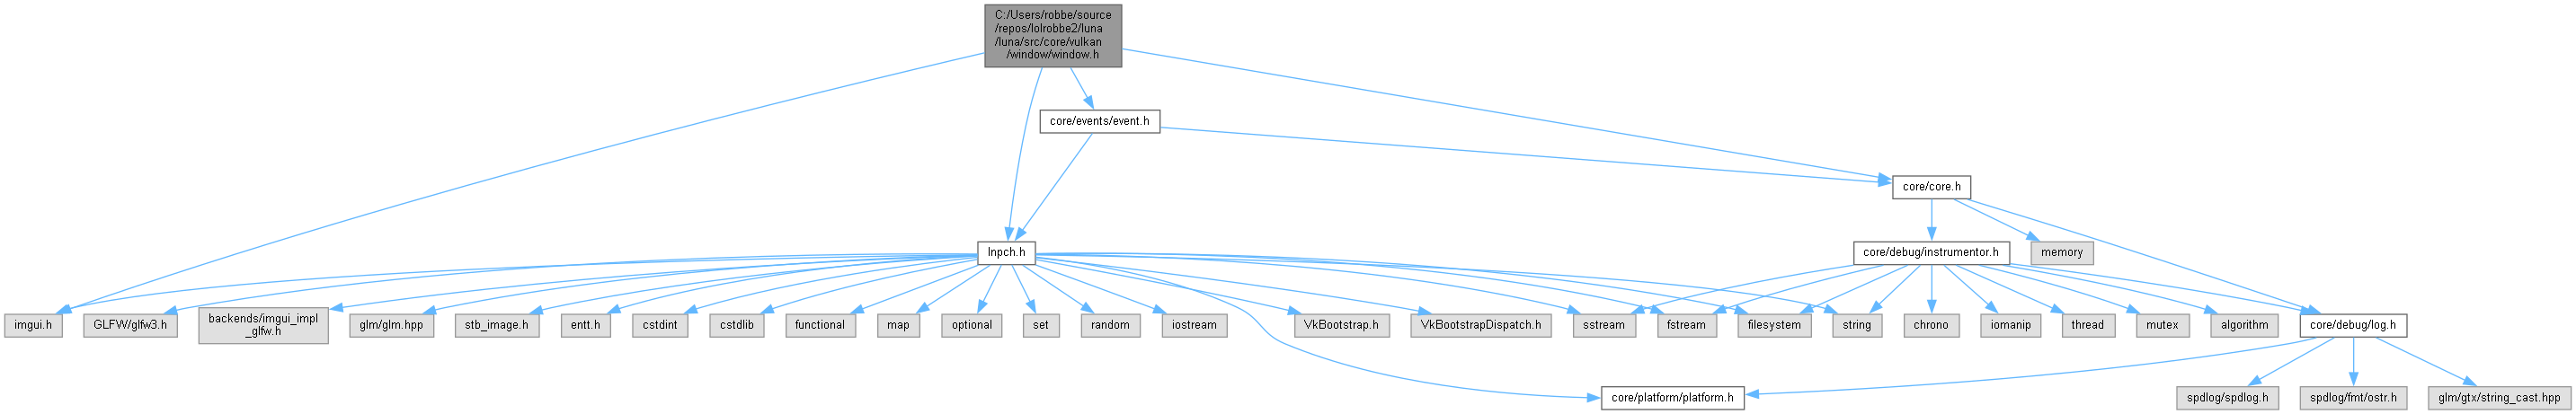 C:/Users/robbe/source
/repos/lolrobbe2/luna
/luna/src/core/vulkan
/window/window.h
core/events/event.h
core/core.h
lnpch.h
core/debug/instrumentor.h
memory
imgui.h
GLFW/glfw3.h
backends/imgui_impl
_glfw.h
glm/glm.hpp
stb_image.h
entt.h
cstdint
cstdlib
functional
map
optional
set
random
iostream
VkBootstrap.h
VkBootstrapDispatch.h
sstream
fstream
filesystem
string
chrono
iomanip
thread
mutex
algorithm
core/debug/log.h
core/platform/platform.h
spdlog/spdlog.h
spdlog/fmt/ostr.h
glm/gtx/string_cast.hpp